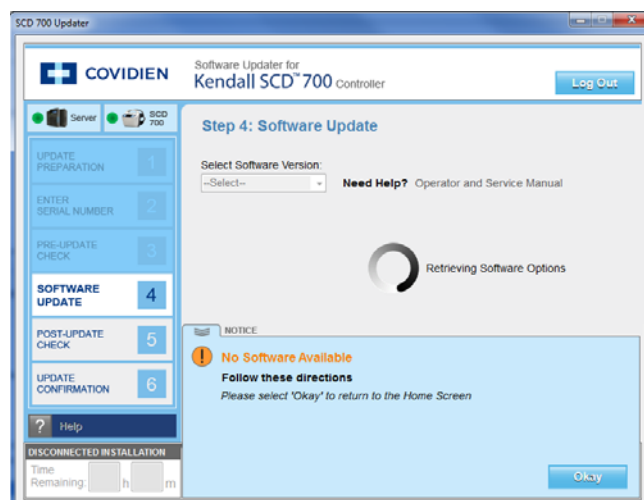 SCD 700 Updater
COVIDIEN
Software Updater for
Kendall SCD™ 700 Controller
Log Out
Server
SCD
700
Step 4: Software Update
UPDATE
PREPARATION
1
ENTER
SERIAL NUMBER
2
PRE-UPDATE
CHECK
3
SOFTWARE
UPDATE
4
POST-UPDATE
CHECK
5
UPDATE
CONFIRMATION
6
? Help
DISCONNECTED INSTALLATION
Time
Remaining: h m
Select Software Version:
--Select--
Need Help? Operator and Service Manual
Retrieving Software Options
NOTICE
! No Software Available
Follow these directions
Please select 'Okay' to return to the Home Screen
Okay